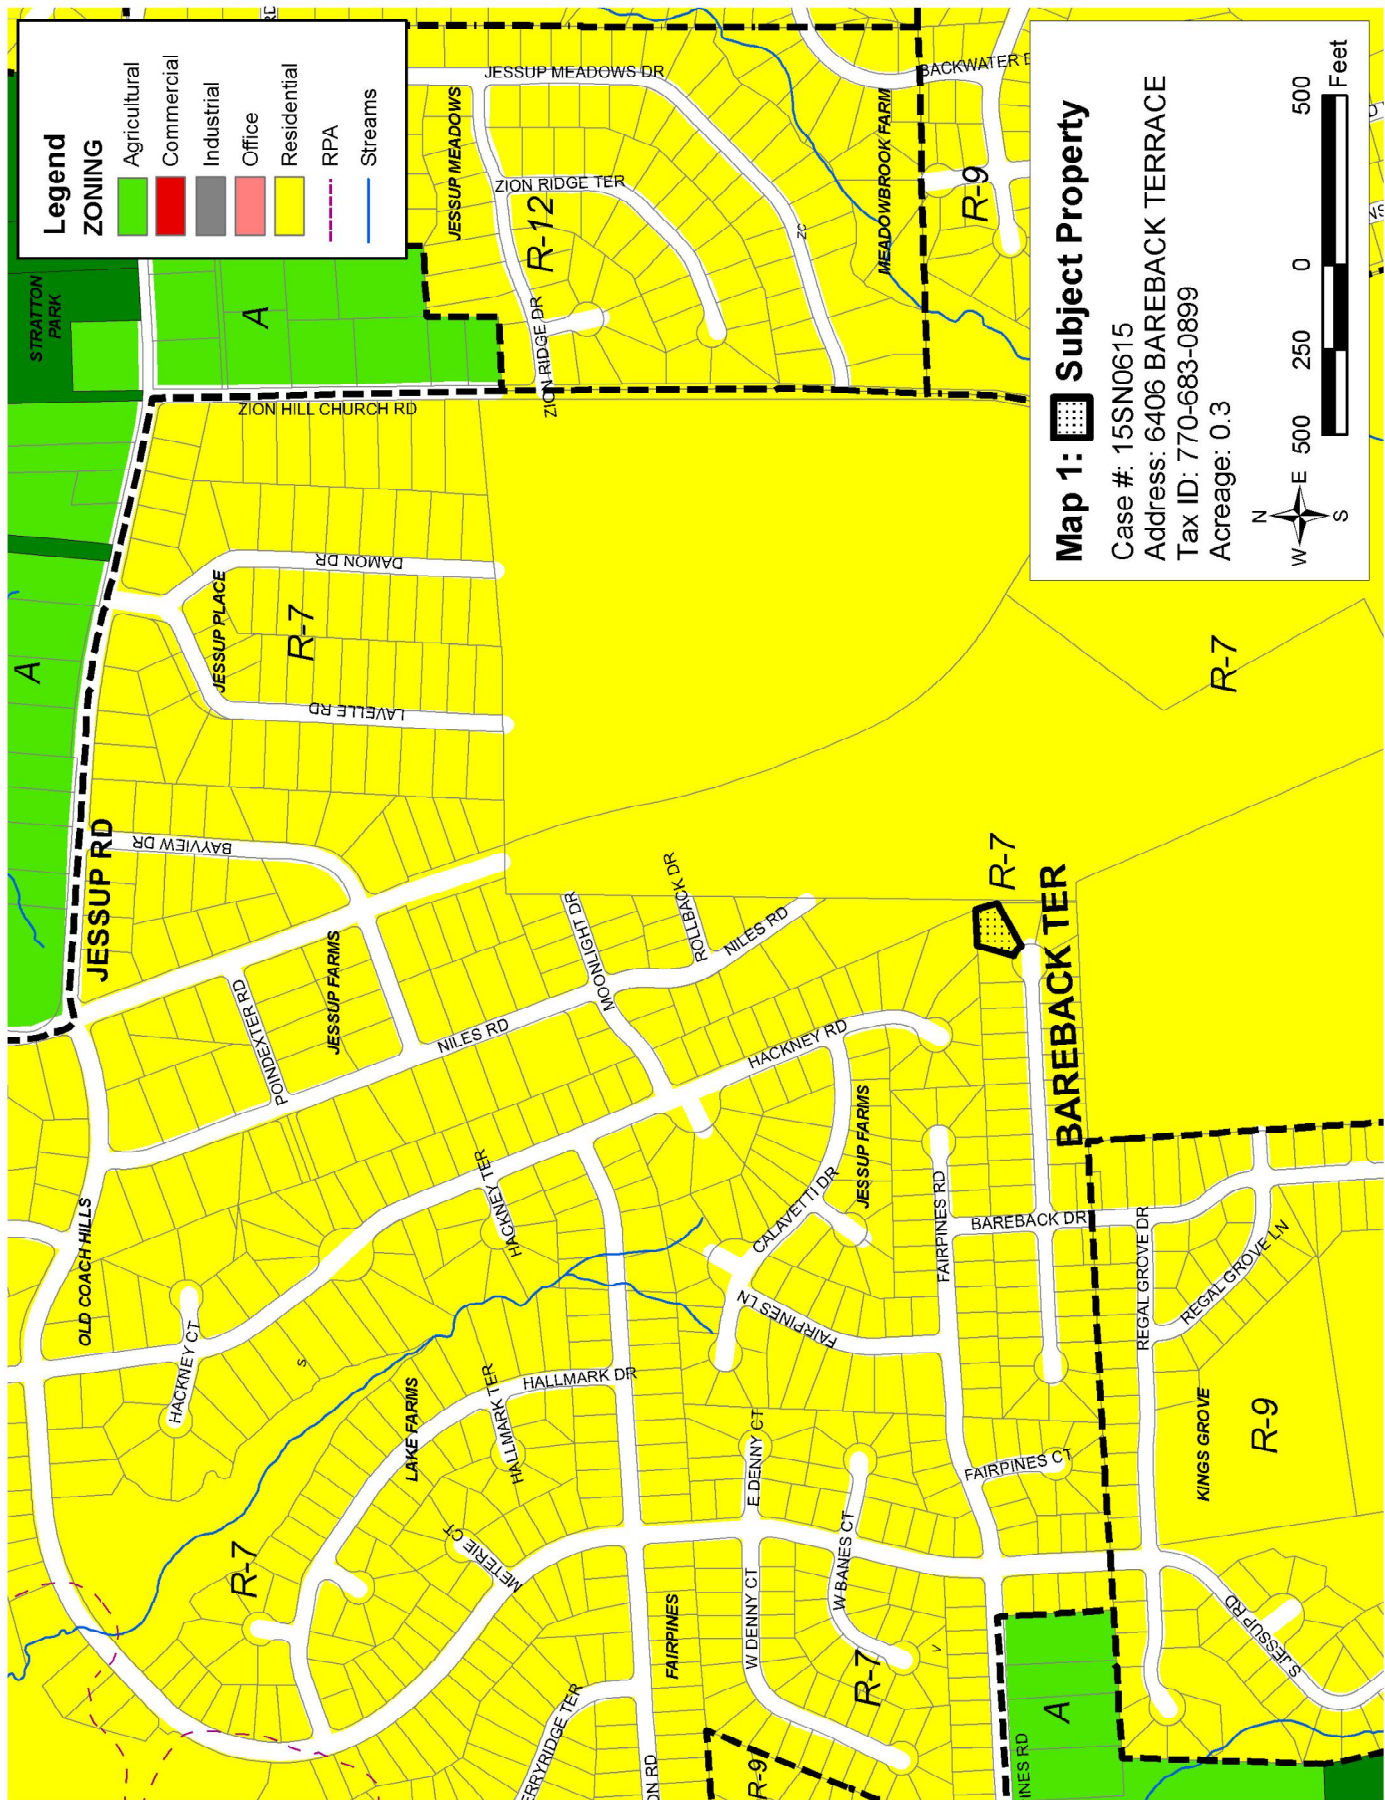 Legend
ZONING
Agricultural
Commercial
Industrial
Office
Residential
RPA
Streams
Map 1: Subject Property
Case #: 15SN0615
Address: 6406 BAREBACK TERRACE
Tax ID: 770-683-0899
Acreage: 0.3
N
W
E
S
500
250
0
500
Feet
STRATTON
PARK
A
A
JESSUP RD
ZION HILL CHURCH RD
JESSUP MEADOWS DR
JESSUP MEADOWS
ZION RIDGE TER
R-12
ZION RIDGE DR
ZC
MEADOWBROOK FARM
R-9
DAMON DR
JESSUP PLACE
R-7
LAVELLE RD
BAYVIEW DR
JESSUP FARMS
POINDEXTER RD
NILES RD
MOONLIGHT DR
ROLLBACK DR
NILES RD
HACKNEY RD
R-7
R-7
BAREBACK TER
OLD COACH HILLS
HACKNEY CT
HACKNEY TER
S
CALAVETTI DR
JESSUP FARMS
FAIRPINES RD
BAREBACK DR
FAIRPINES LN
REGAL GROVE DR
REGAL GROVE LN
LAKE FARMS
HALLMARK TER
HALLMARK DR
METERIE CT
R-7
E DENNY CT
W DENNY CT
W BANES CT
FAIRPINES CT
KINGS GROVE
R-9
FAIRPINES
R-7
V
S JESSUP RD
A
R-9